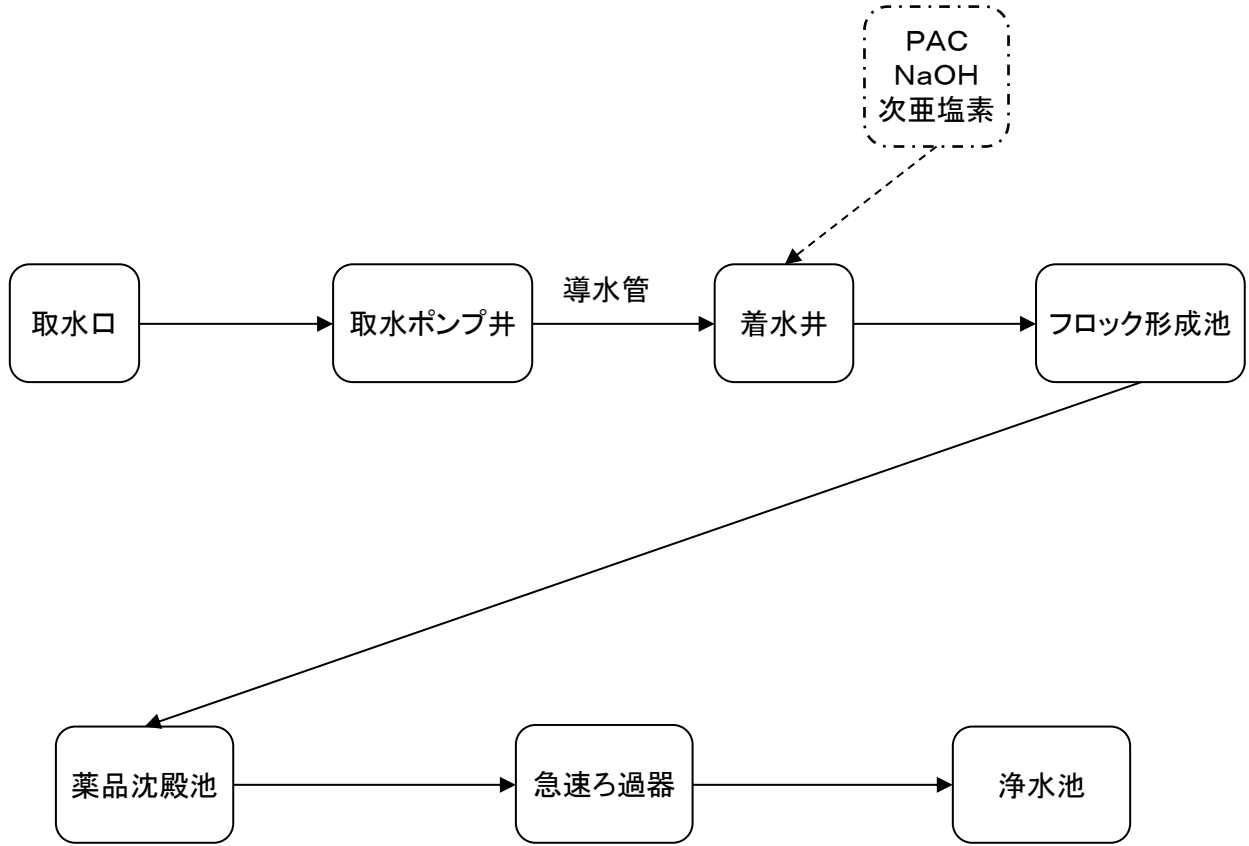 PAC
NaOH
次亜塩素
取水口
取水ポンプ井
導水管
着水井
フロック形成池
薬品沈殿池
急速ろ過器
浄水池